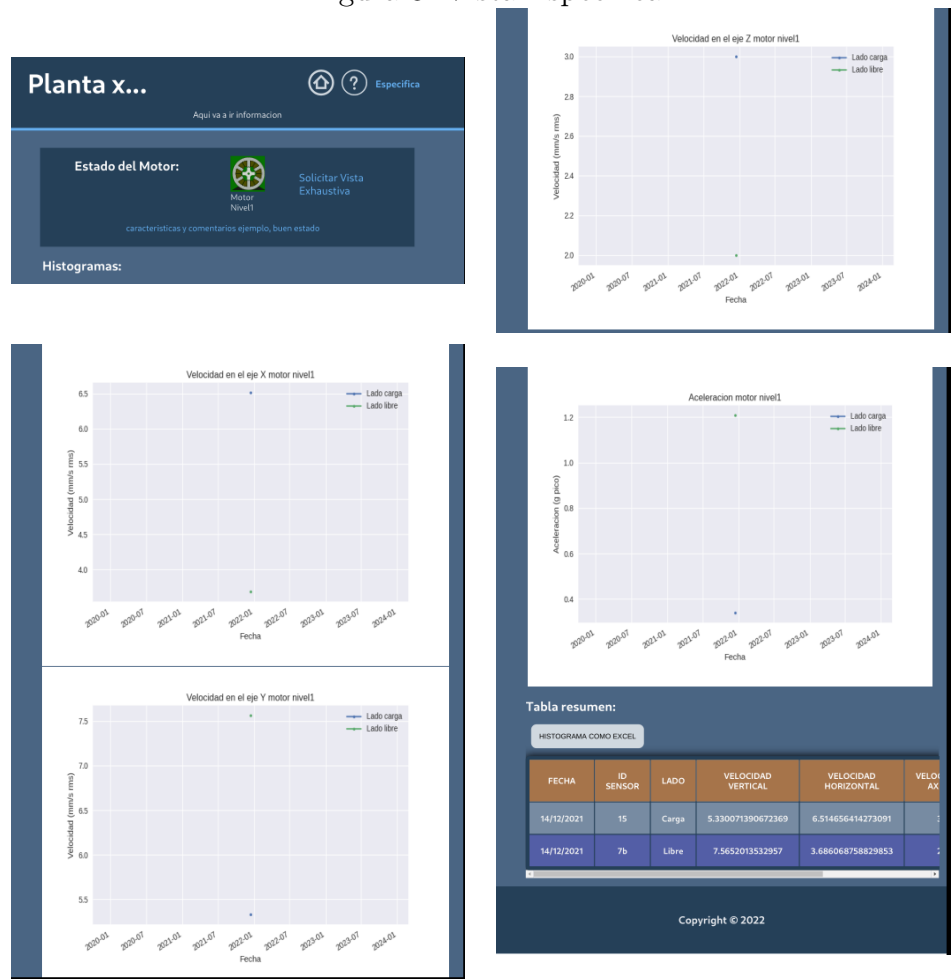 Planta x...
Especifica
Aqui va a ir informacion
Estado del Motor:
Motor
Nivel1
Solicitar Vista
Exhaustiva
caracteristicas y comentarios ejemplo, buen estado
Histogramas:
Velocidad en el eje X motor nivel1
Lado carga
Lado libre
6.5
6.0
5.5
5.0
4.5
4.0
Velocidad (mm/s rms)
2020-01 2020-07 2021-01 2021-07 2022-01 2022-07 2023-01 2023-07 2024-01
Fecha
Velocidad en el eje Y motor nivel1
Lado carga
Lado libre
7.5
7.0
6.5
6.0
5.5
Velocidad (mm/s rms)
2020-01 2020-07 2021-01 2021-07 2022-01 2022-07 2023-01 2023-07 2024-01
Fecha
Velocidad en el eje Z motor nivel1
Lado carga
Lado libre
3.0
2.8
2.6
2.4
2.2
2.0
Velocidad (mm/s rms)
2020-01 2020-07 2021-01 2021-07 2022-01 2022-07 2023-01 2023-07 2024-01
Fecha
Aceleracion motor nivel1
Lado carga
Lado libre
1.2
1.0
0.8
0.6
0.4
Aceleracion (g pico)
2020-01 2020-07 2021-01 2021-07 2022-01 2022-07 2023-01 2023-07 2024-01
Fecha
Tabla resumen:
HISTOGRAMA COMO EXCEL
FECHA ID SENSOR LADO VELOCIDAD VERTICAL VELOCIDAD HORIZONTAL
14/12/2021 15 Carga 5.330071390672369 6.514656414273091
14/12/2021 7b Libre 7.5652013532957 3.686068758829853
Copyright © 2022